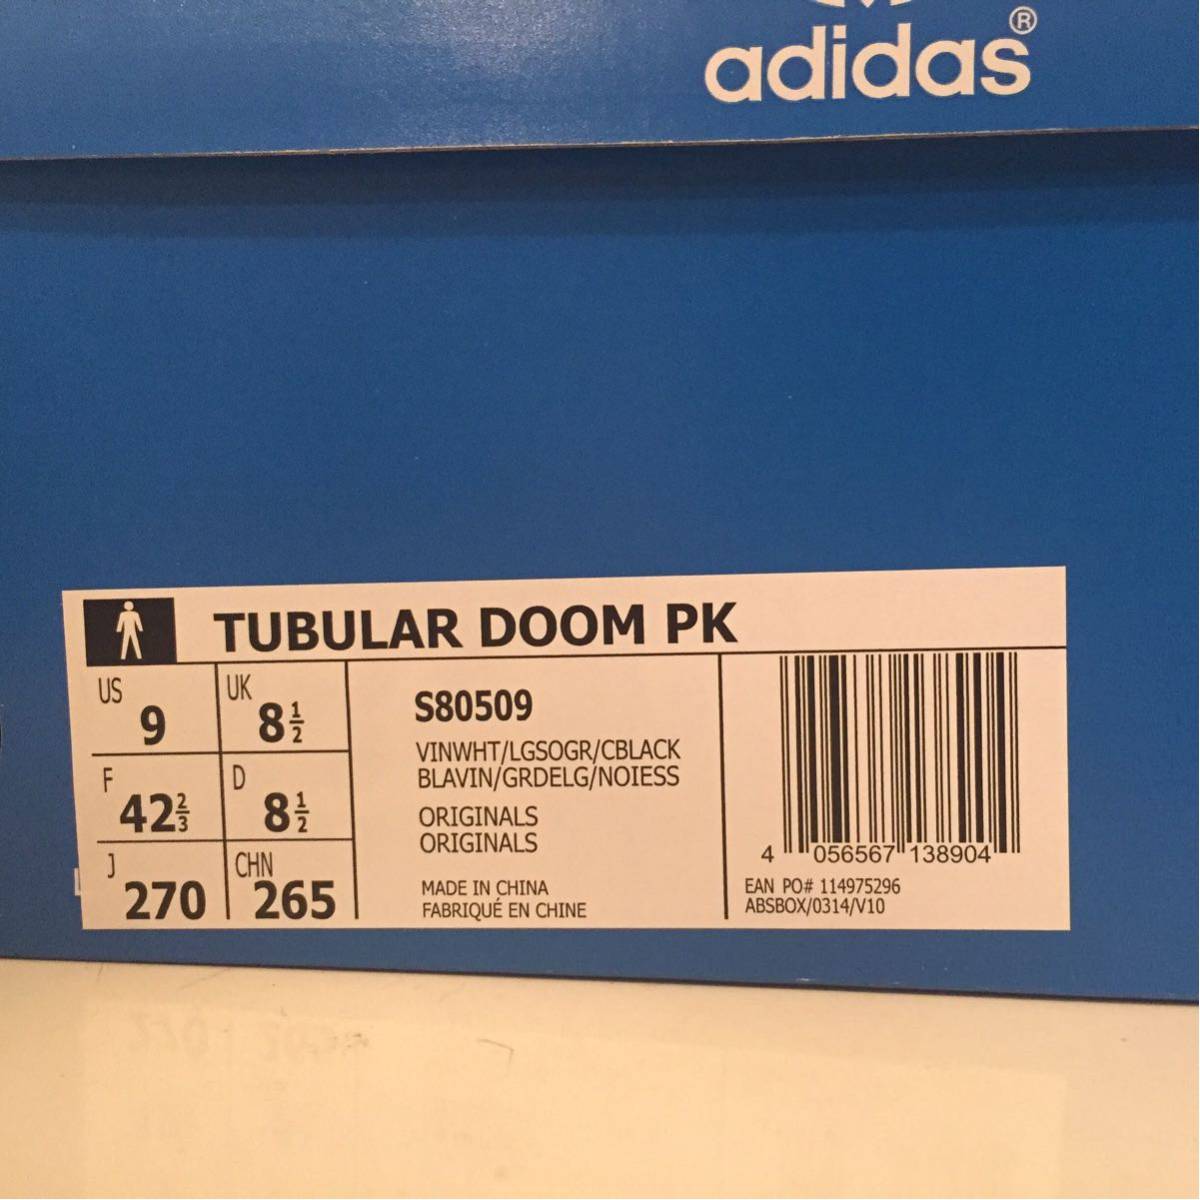 adidas®
TUBULAR DOOM PK
US 9
UK 8 1/2
F 42 2/3
D 8 1/2
J 270
CHN 265
S80509
VINWHT/LGSOGR/CBLACK
BLAVIN/GRDELG/NOIESS
ORIGINALS
ORIGINALS
MADE IN CHINA
FABRIQUÉ EN CHINE
4 056567 138904
EAN PO# 114975296
ABSBOX/0314/V10